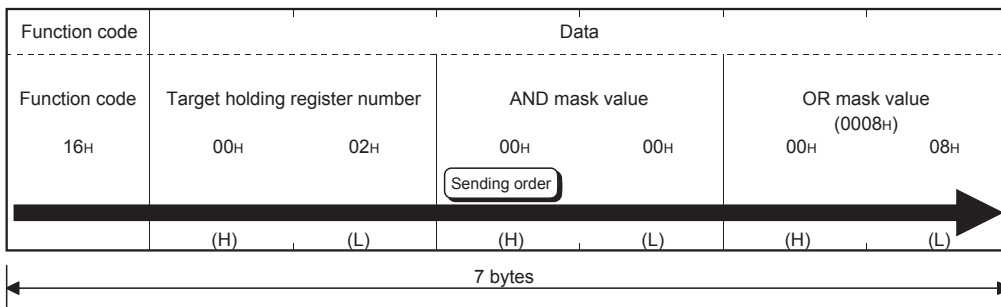 Function code Data
Function code Target holding register number AND mask value OR mask value
(0008H)
16H 00H 02H 00H 00H 00H 08H
Sending order
(H) (L) (H) (L) (H) (L)
7 bytes